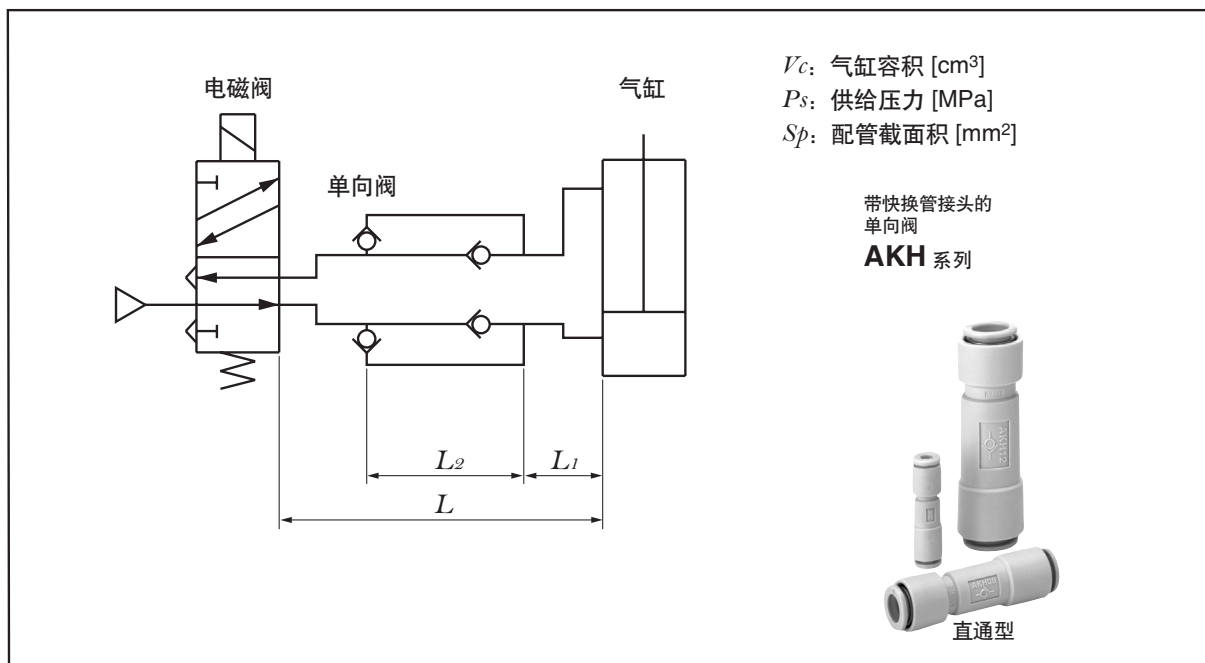 电磁阀
气缸
单向阀
Vc：气缸容积 [cm³]
Ps：供给压力 [MPa]
Sp：配管截面积 [mm²]
带快换管接头的
单向阀
AKH 系列
L2
L1
L
AKH12
AKH08
直通型